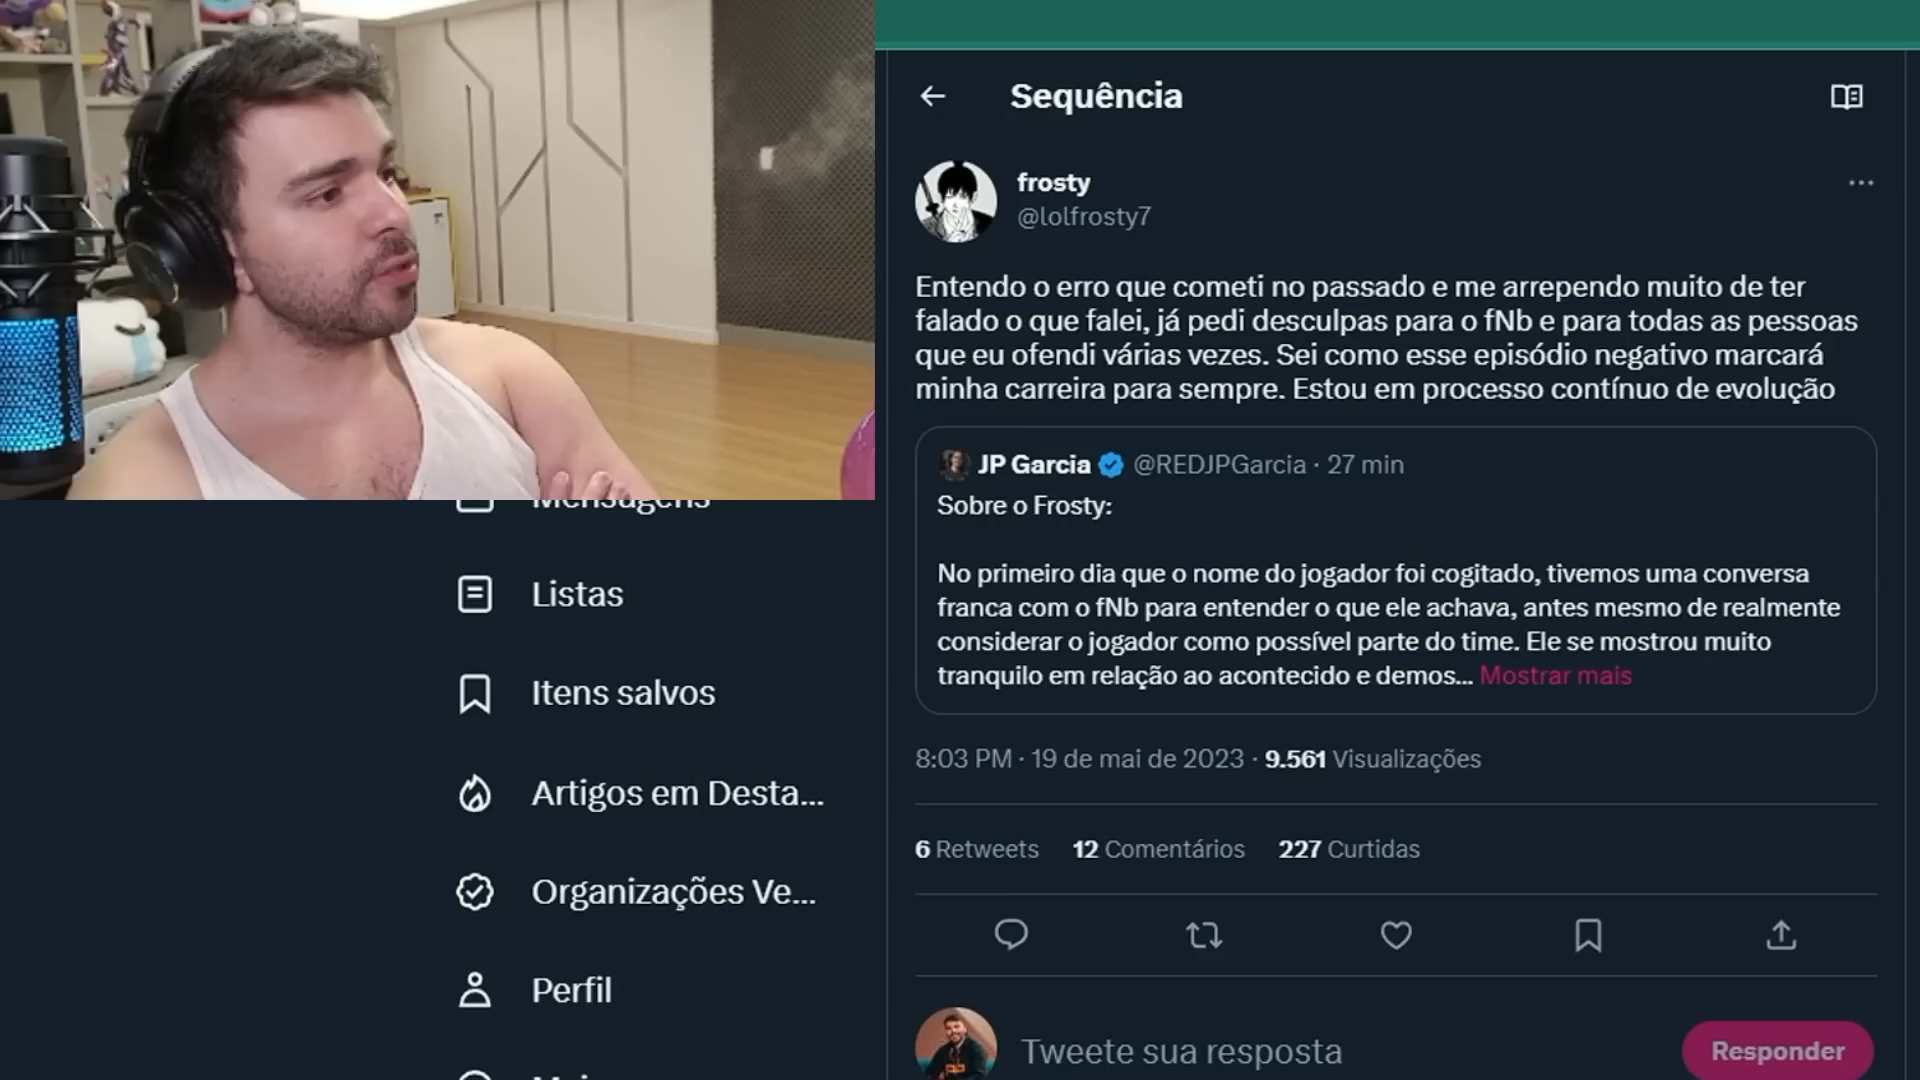 Sequência
frosty
@lolfrosty7
Entendo o erro que cometi no passado e me arrependo muito de ter
falado o que falei, já pedi desculpas para o fNb e para todas as pessoas
que eu ofendi várias vezes. Sei como esse episódio negativo marcará
minha carreira para sempre. Estou em processo contínuo de evolução
JP Garcia @REDJPGarcia · 27 min
Sobre o Frosty:
No primeiro dia que o nome do jogador foi cogitado, tivemos uma conversa
franca com o fNb para entender o que ele achava, antes mesmo de realmente
considerar o jogador como possível parte do time. Ele se mostrou muito
tranquilo em relação ao acontecido e demos... Mostrar mais
8:03 PM · 19 de mai de 2023 · 9.561 Visualizações
6 Retweets 12 Comentários 227 Curtidas
Tweete sua resposta
Responder
Mensagens
Listas
Itens salvos
Artigos em Desta...
Organizações Ve...
Perfil